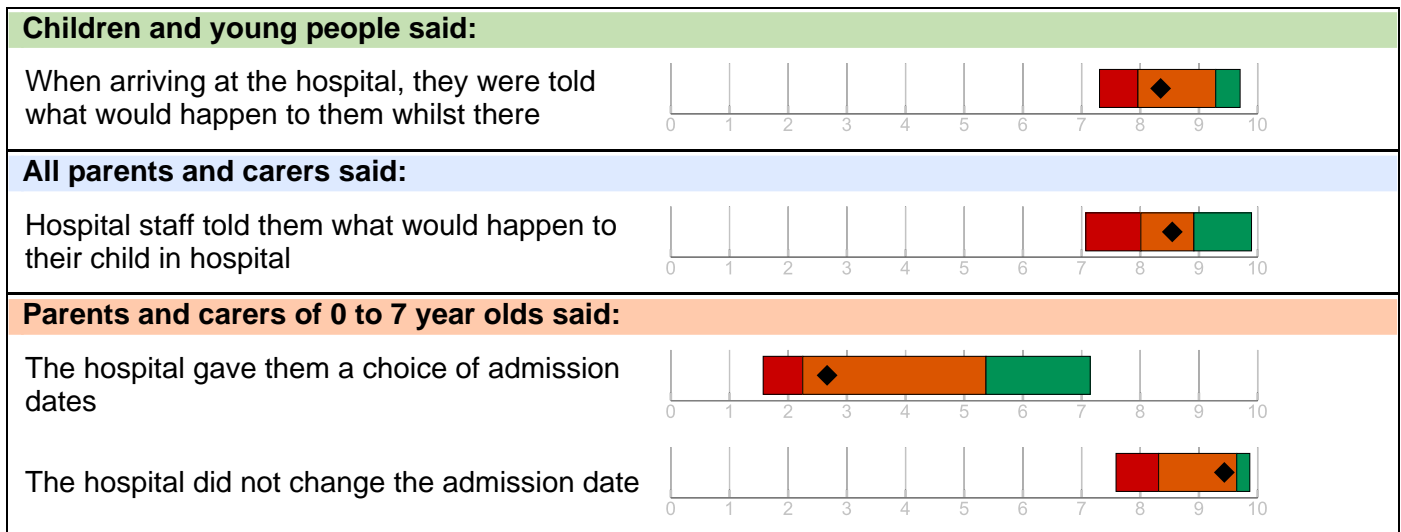 Children and young people said:
When arriving at the hospital, they were told
what would happen to them whilst there
0 1 2 3 4 5 6 7 8 9 10
All parents and carers said:
Hospital staff told them what would happen to
their child in hospital
0 1 2 3 4 5 6 7 8 9 10
Parents and carers of 0 to 7 year olds said:
The hospital gave them a choice of admission
dates
0 1 2 3 4 5 6 7 8 9 10
The hospital did not change the admission date
0 1 2 3 4 5 6 7 8 9 10